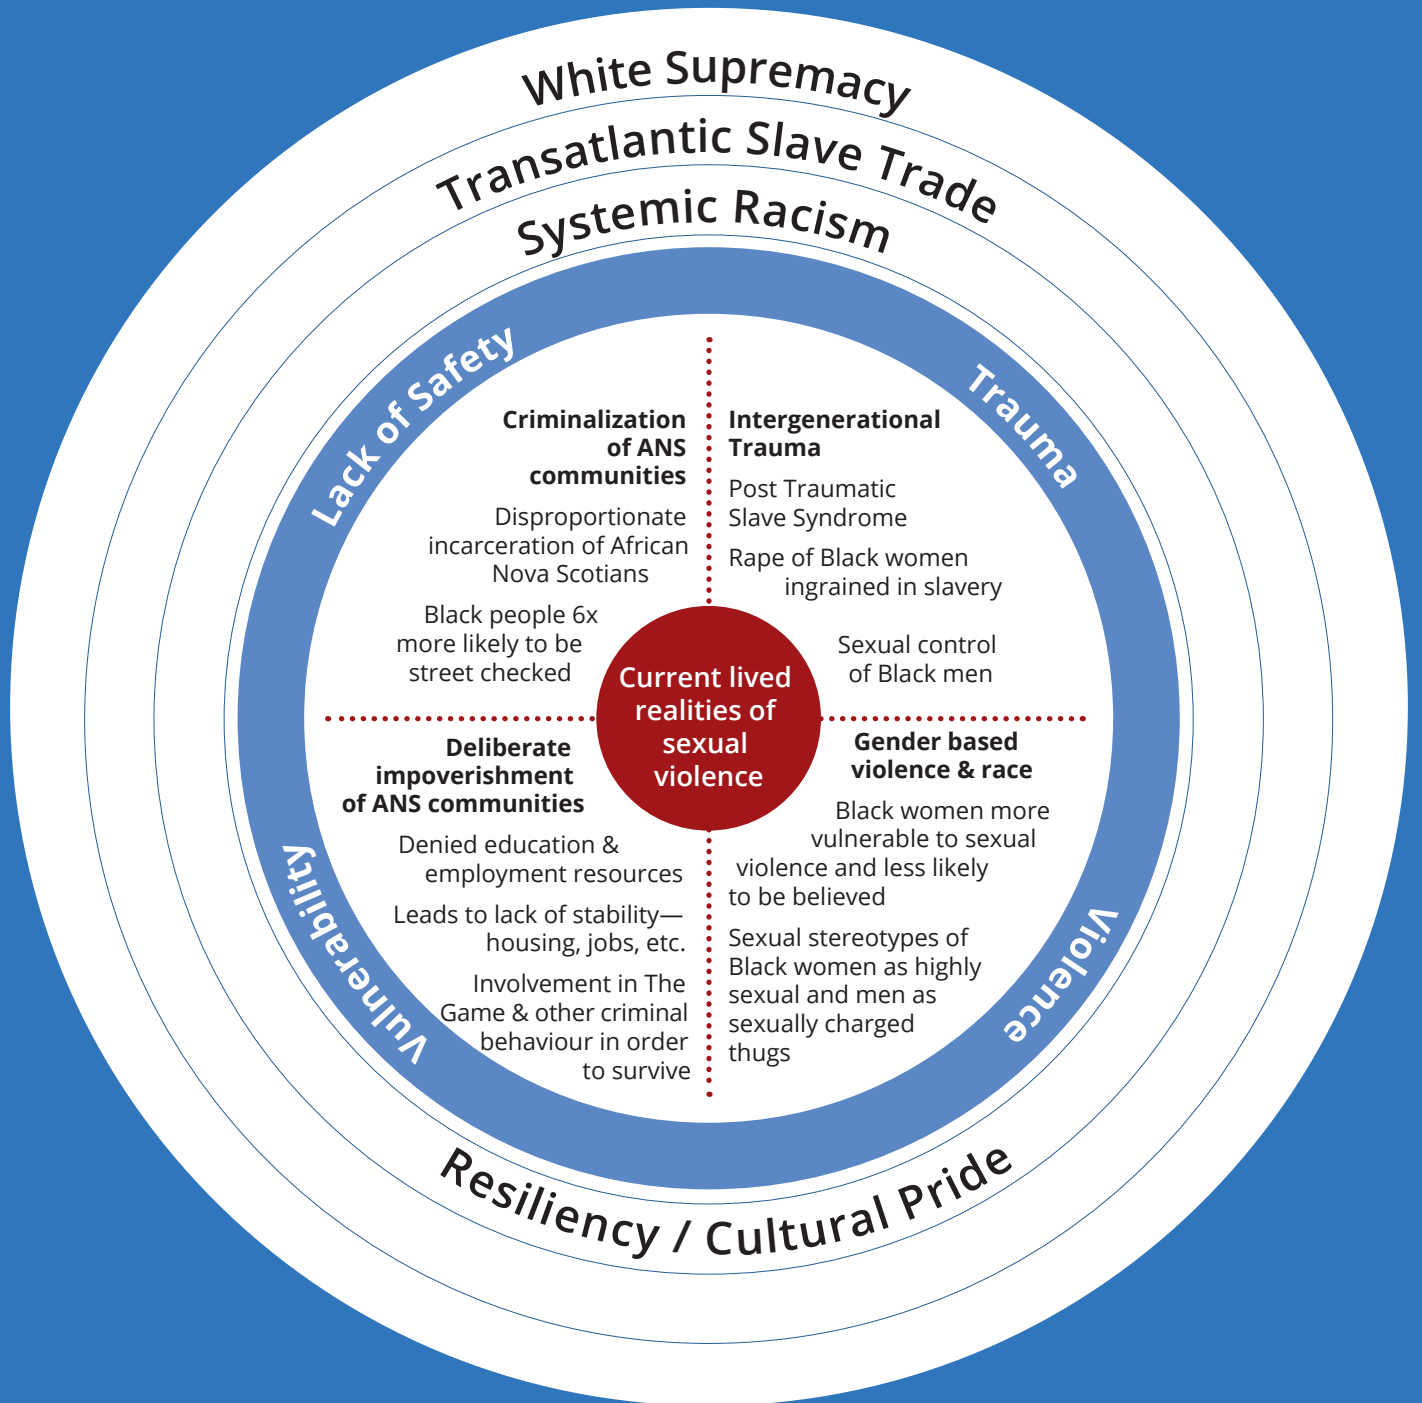 White Supremacy
Transatlantic Slave Trade
Systemic Racism
Lack of Safety
Trauma
Criminalization
of ANS
communities
Disproportionate
incarceration of African
Nova Scotians
Black people 6x
more likely to be
street checked
Intergenerational
Trauma
Post Traumatic
Slave Syndrome
Rape of Black women
ingrained in slavery
Sexual control
of Black men
Current lived
realities of
sexual
violence
Deliberate
impoverishment
of ANS communities
Denied education &
employment resources
Leads to lack of stability—
housing, jobs, etc.
Involvement in The
Game & other criminal
behaviour in order
to survive
Gender based
violence & race
Black women more
vulnerable to sexual
violence and less likely
to be believed
Sexual stereotypes of
Black women as highly
sexual and men as
sexually charged
thugs
Vulnerability
Violence
Resiliency / Cultural Pride